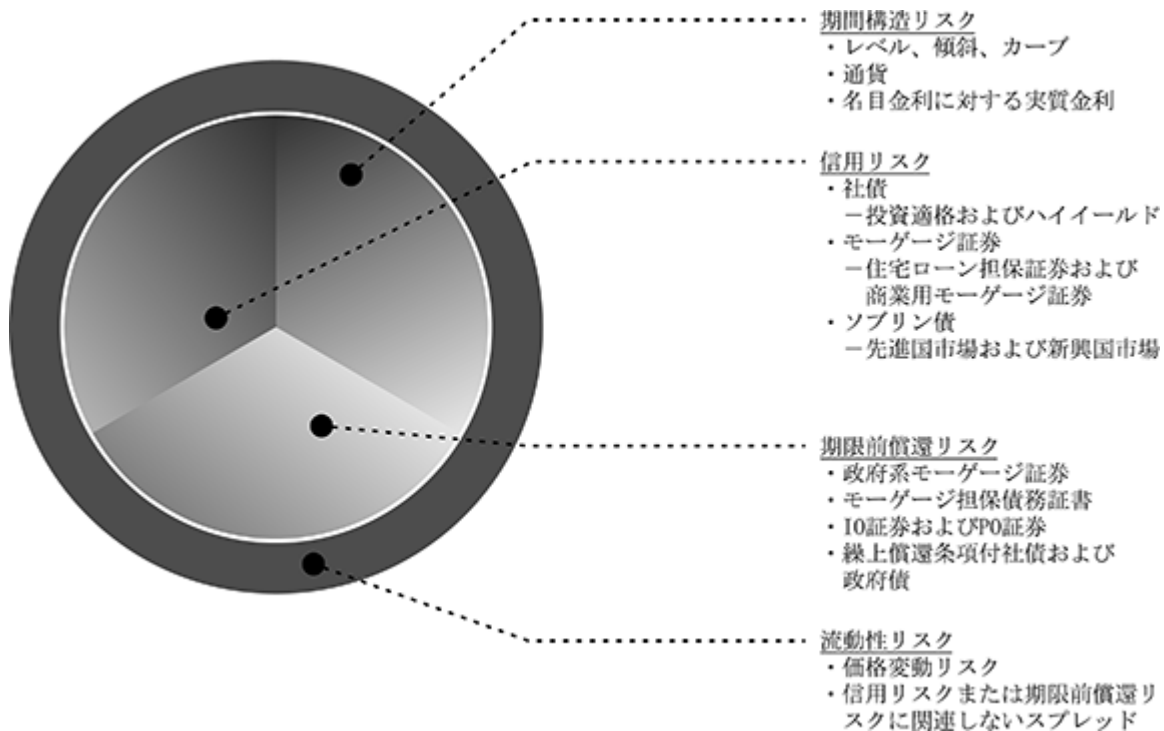 期間構造リスク
・レベル、傾斜、カーブ
・通貨
・名目金利に対する実質金利
信用リスク
・社債
－投資適格およびハイイールド
・モーゲージ証券
－住宅ローン担保証券および
商業用モーゲージ証券
・ソブリン債
－先進国市場および新興国市場
期限前償還リスク
・政府系モーゲージ証券
・モーゲージ担保債務証書
・IO証券およびPO証券
・繰上償還条項付社債および
政府債
流動性リスク
・価格変動リスク
・信用リスクまたは期限前償還リ
スクに関連しないスプレッド